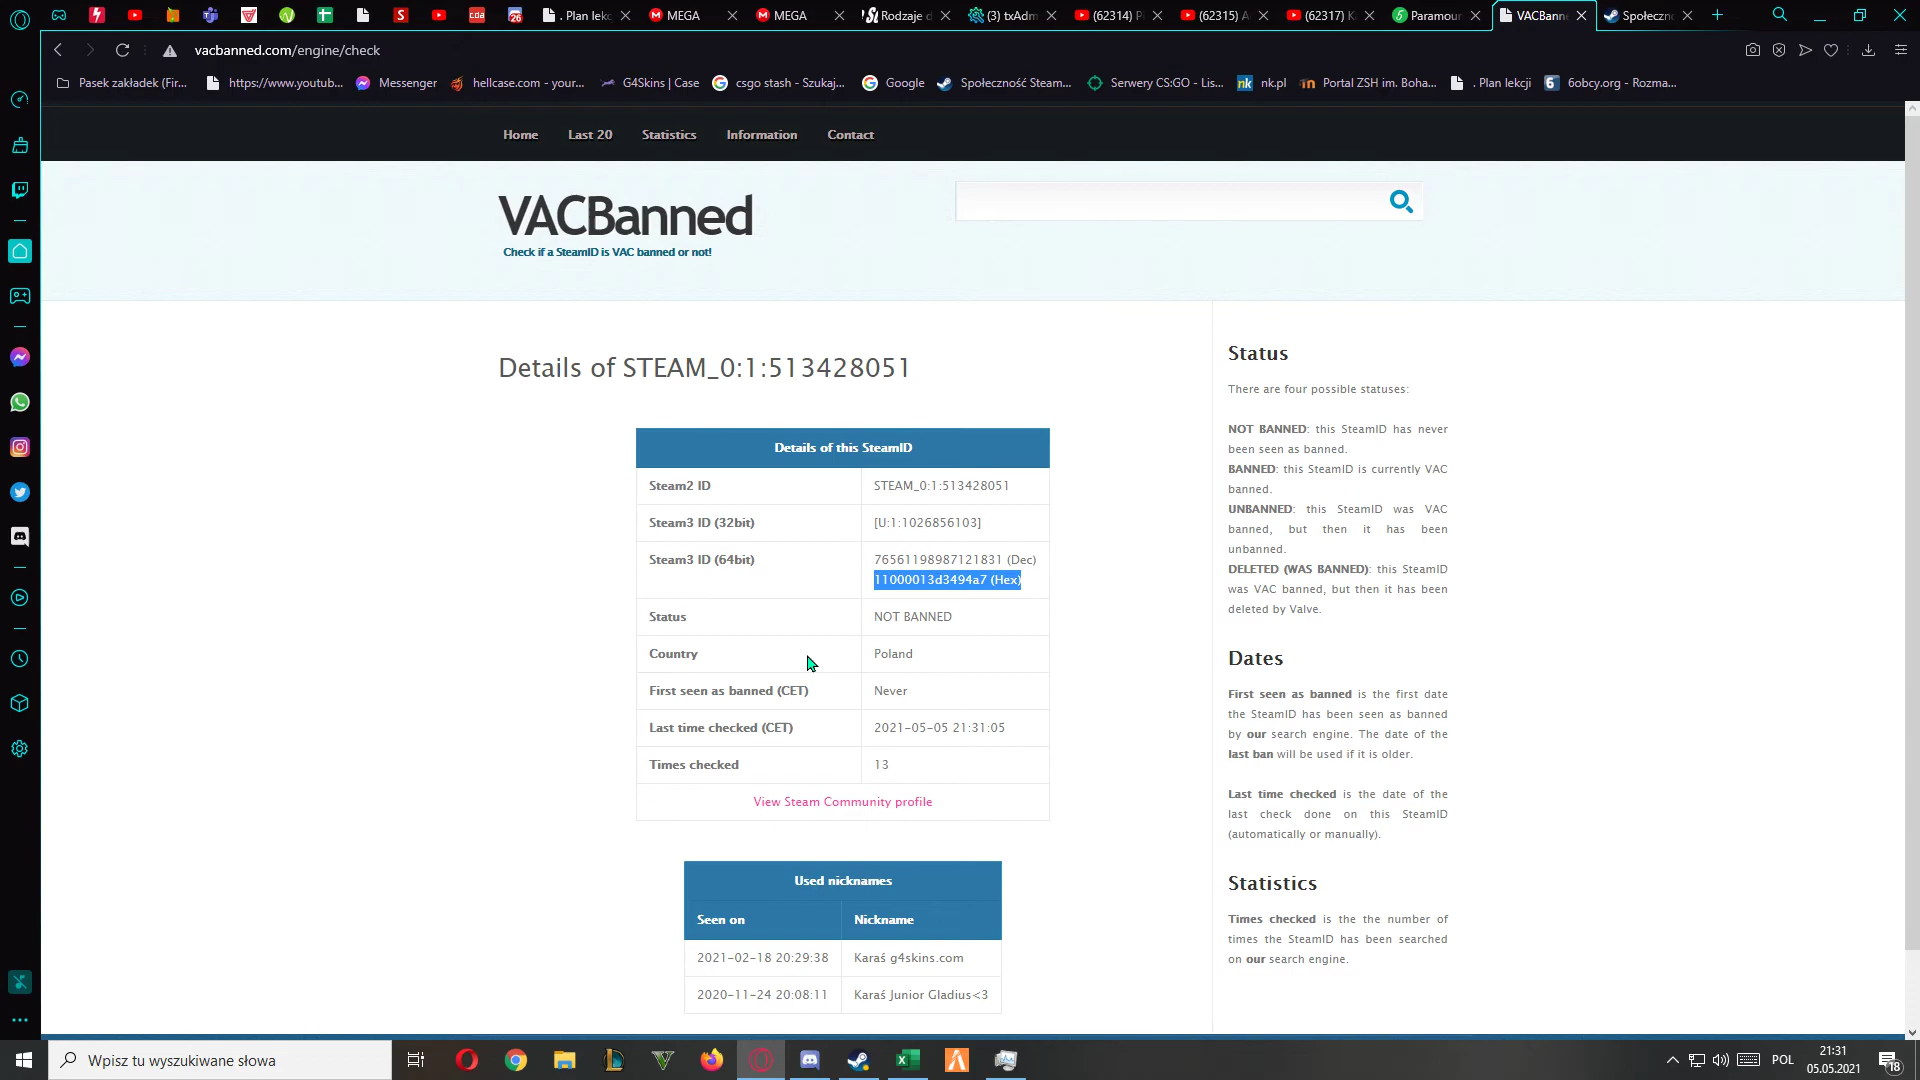 . Plan lekc
MEGA
MEGA
Rodzaje d
(3) txAdm
(62314) P
(62315) A
(62317) K
Paramour
VACBann
Społeczno
vacbanned.com/engine/check
Pasek zakładek (Fir...
https://www.youtub...
Messenger
hellcase.com - your...
G4Skins | Case
csgo stash - Szukaj...
Google
Społeczność Steam...
Serwery CS:GO - Lis...
nk.pl
Portal ZSH im. Boha...
. Plan lekcji
6obcy.org - Rozma...
Home
Last 20
Statistics
Information
Contact
VACBanned
Check if a SteamID is VAC banned or not!
Details of STEAM_0:1:513428051
Details of this SteamID
Steam2 ID STEAM_0:1:513428051
Steam3 ID (32bit) [U:1:1026856103]
Steam3 ID (64bit) 76561198987121831 (Dec)
11000013d3494a7 (Hex)
Status NOT BANNED
Country Poland
First seen as banned (CET) Never
Last time checked (CET) 2021-05-05 21:31:05
Times checked 13
View Steam Community profile
Used nicknames
Seen on Nickname
2021-02-18 20:29:38 Karaś g4skins.com
2020-11-24 20:08:11 Karaś Junior Gladius<3
Status
There are four possible statuses:
NOT BANNED: this SteamID has never
been seen as banned.
BANNED: this SteamID is currently VAC
banned.
UNBANNED: this SteamID was VAC
banned, but then it has been
unbanned.
DELETED (WAS BANNED): this SteamID
was VAC banned, but then it has been
deleted by Valve.
Dates
First seen as banned is the first date
the SteamID has been seen as banned
by our search engine. The date of the
last ban will be used if it is older.
Last time checked is the date of the
last check done on this SteamID
(automatically or manually).
Statistics
Times checked is the the number of
times the SteamID has been searched
on our search engine.
Wpisz tu wyszukiwane słowa
POL
21:31
05.05.2021
18